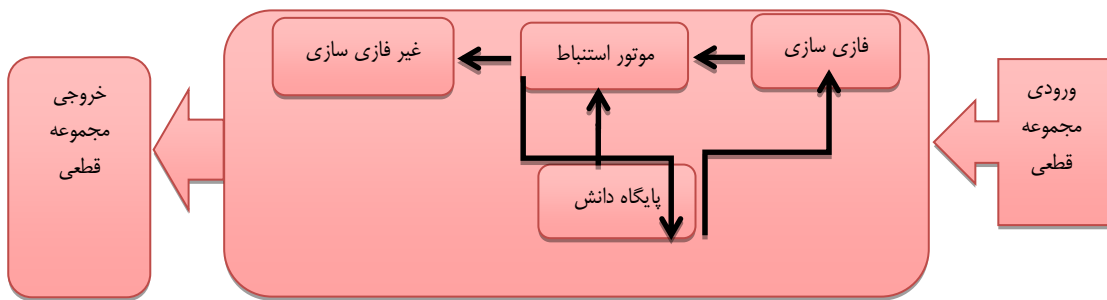 ورودی
مجموعه
قطعی
فازی سازی
موتور استنباط
غیر فازی سازی
پایگاه دانش
خروجی
مجموعه
قطعی